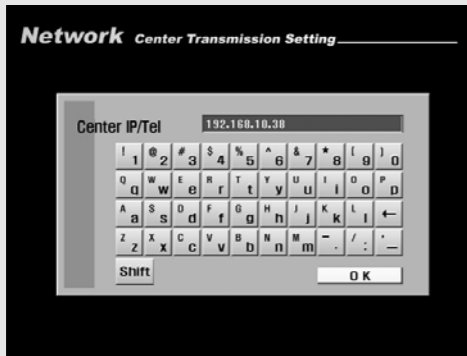 Network Center Transmission Setting
Center IP/Tel 192.168.10.38
! 1 @ 2 # 3 $ 4 % 5 ^ 6 & 7 * 8 ( 9 ) 0
Q q W w E e R r T t Y y U u I i O o P p
A a S s D d F f G g H h J j K k L l ←
Z z X x C c V v B b N n M m - . / : ' _
Shift OK